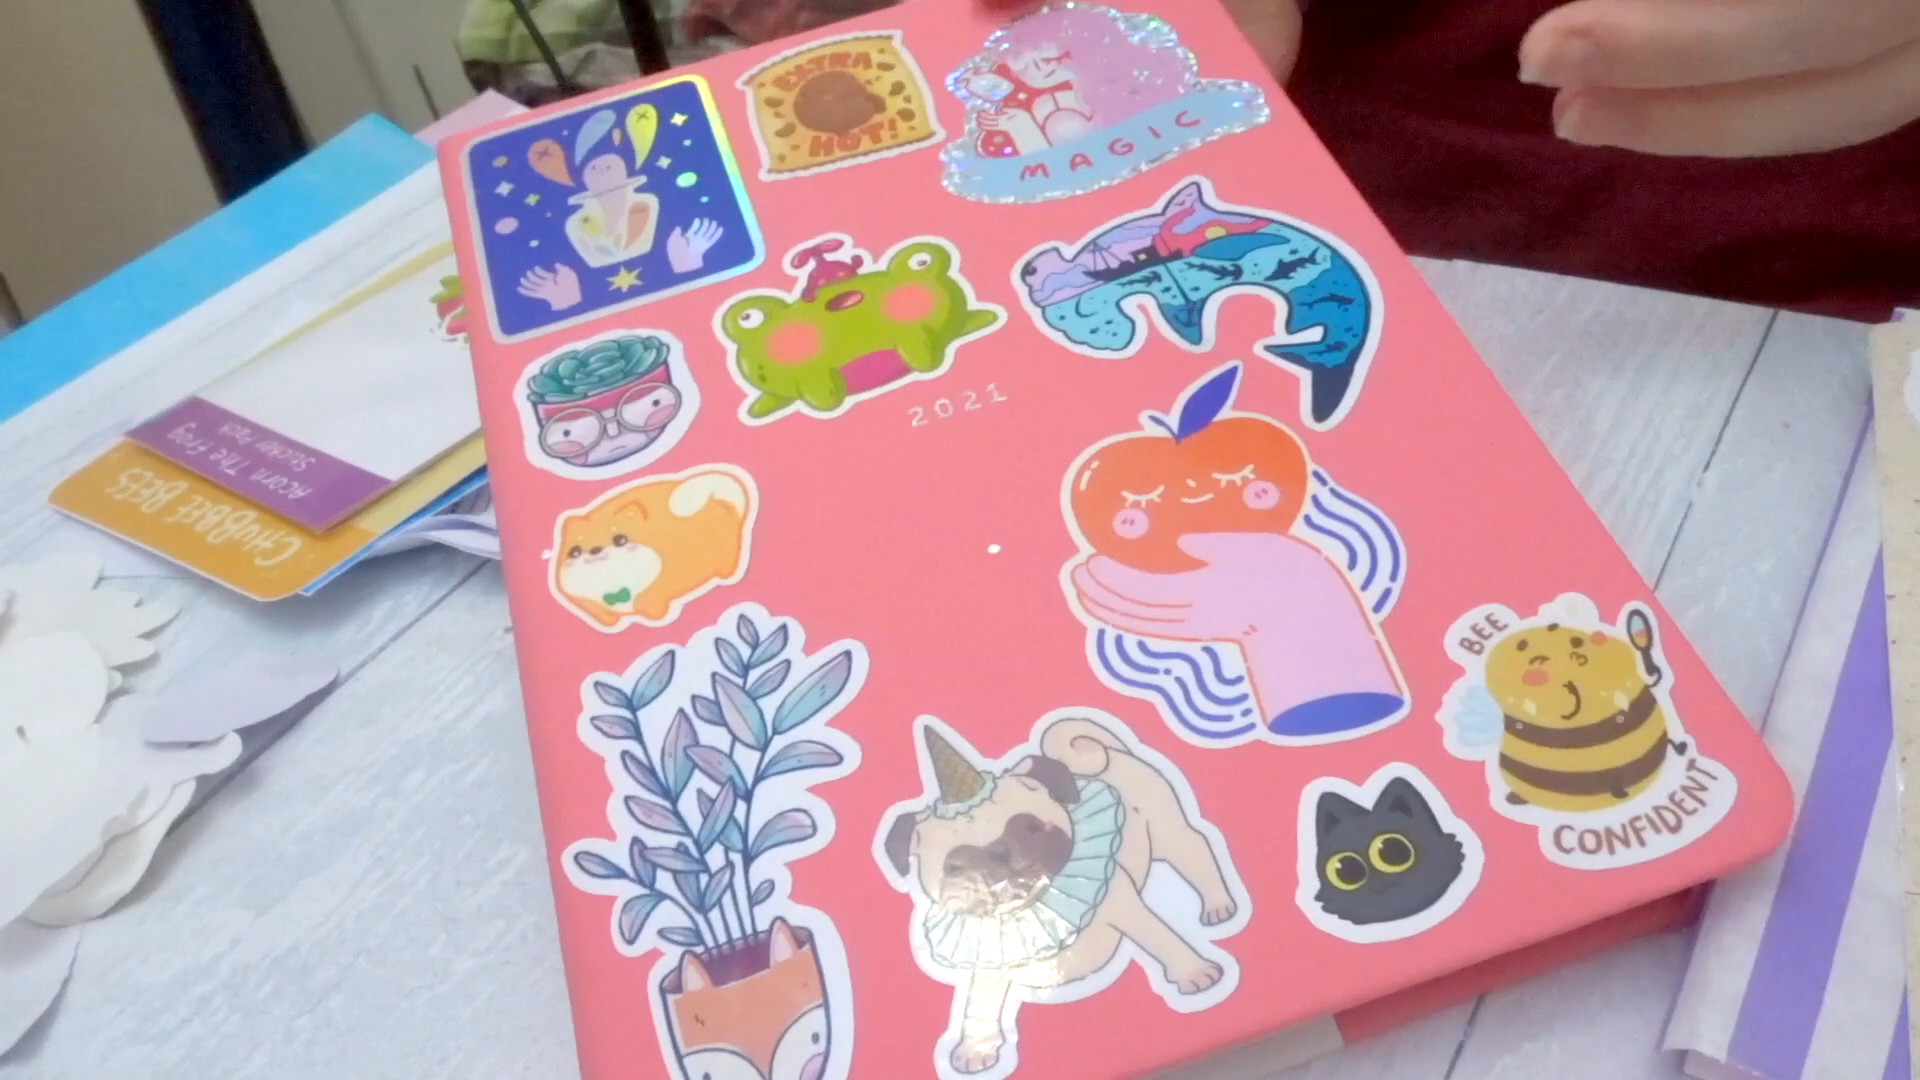 EXTRA
HOT!
MAGIC
2021
Acorn The Frog
Sticker Pack
CHUBBEE BEES
BEE
CONFIDENT